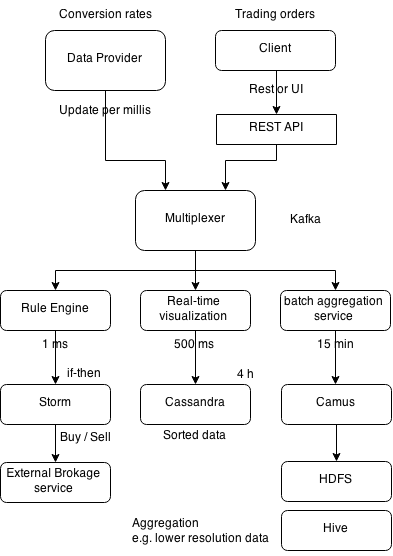 Conversion rates
Trading orders
Data Provider
Client
Update per millis
Rest or UI
REST API
Multiplexer
Kafka
Rule Engine
Real-time
visualization
batch aggregation
service
1 ms
500 ms
15 min
if-then
4 h
Storm
Cassandra
Camus
Buy / Sell
Sorted data
External Brokage
service
HDFS
Aggregation
e.g. lower resolution data
Hive